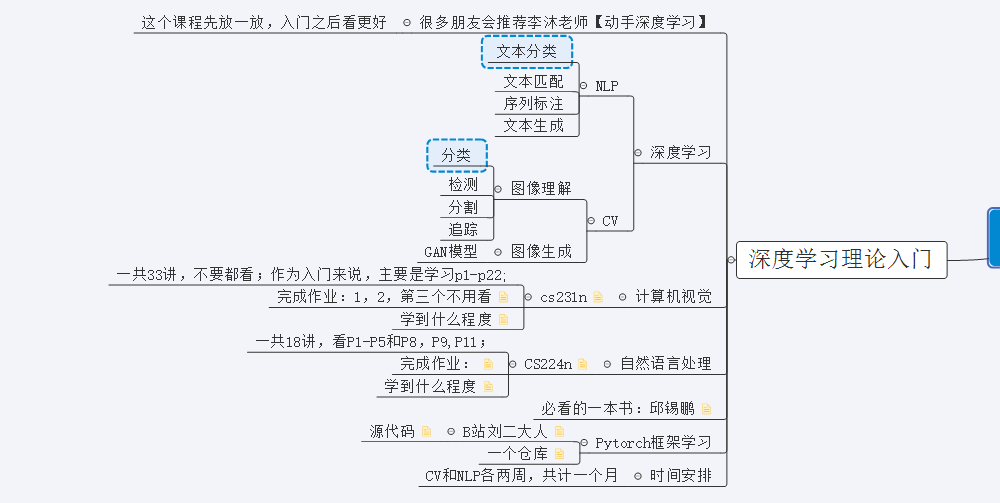 这个课程先放一放，入门之后看更好
很多朋友会推荐李沐老师【动手深度学习】
文本分类
文本匹配
序列标注
文本生成
NLP
深度学习
分类
检测
分割
追踪
图像理解
CV
GAN模型
图像生成
深度学习理论入门
一共33讲，不要都看；作为入门来说，主要是学习p1-p22;
完成作业：1，2，第三个不用看
学到什么程度
cs231n
计算机视觉
一共18讲，看P1-P5和P8，P9,P11；
完成作业：
学到什么程度
CS224n
自然语言处理
必看的一本书：邱锡鹏
源代码
B站刘二大人
一个仓库
Pytorch框架学习
CV和NLP各两周，共计一个月
时间安排